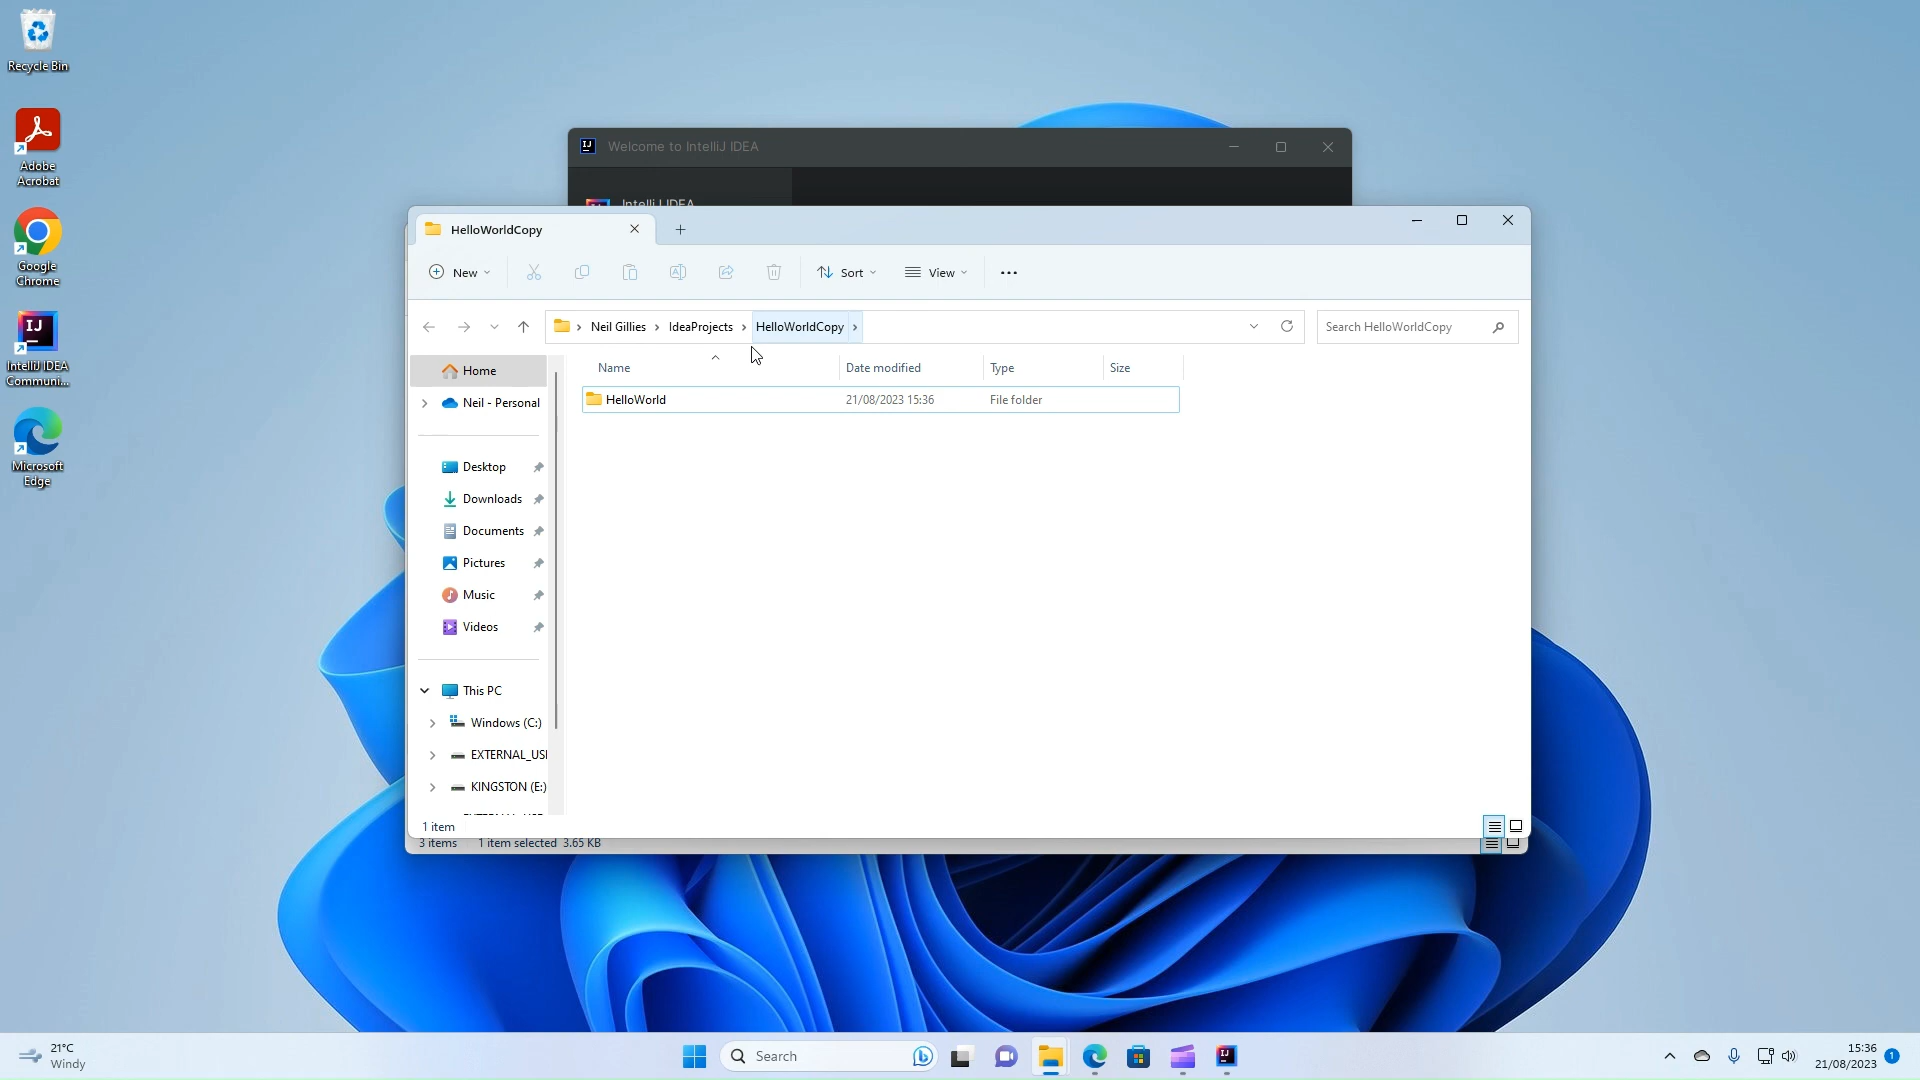 Recycle Bin
Adobe
Acrobat
Google
Chrome
IntelliJ IDEA
Communi...
Microsoft
Edge
Welcome to IntelliJ IDEA
IntelliJ IDEA
HelloWorldCopy
New
Sort
View
Neil Gillies
IdeaProjects
HelloWorldCopy
Search HelloWorldCopy
Home
Neil - Personal
Desktop
Downloads
Documents
Pictures
Music
Videos
This PC
Windows (C:)
EXTERNAL_USI
KINGSTON (E:)
Name
Date modified
Type
Size
HelloWorld
21/08/2023 15:36
File folder
1 item
3 items
1 item selected 3.65 KB
21°C
Windy
Search
15:36
21/08/2023
1